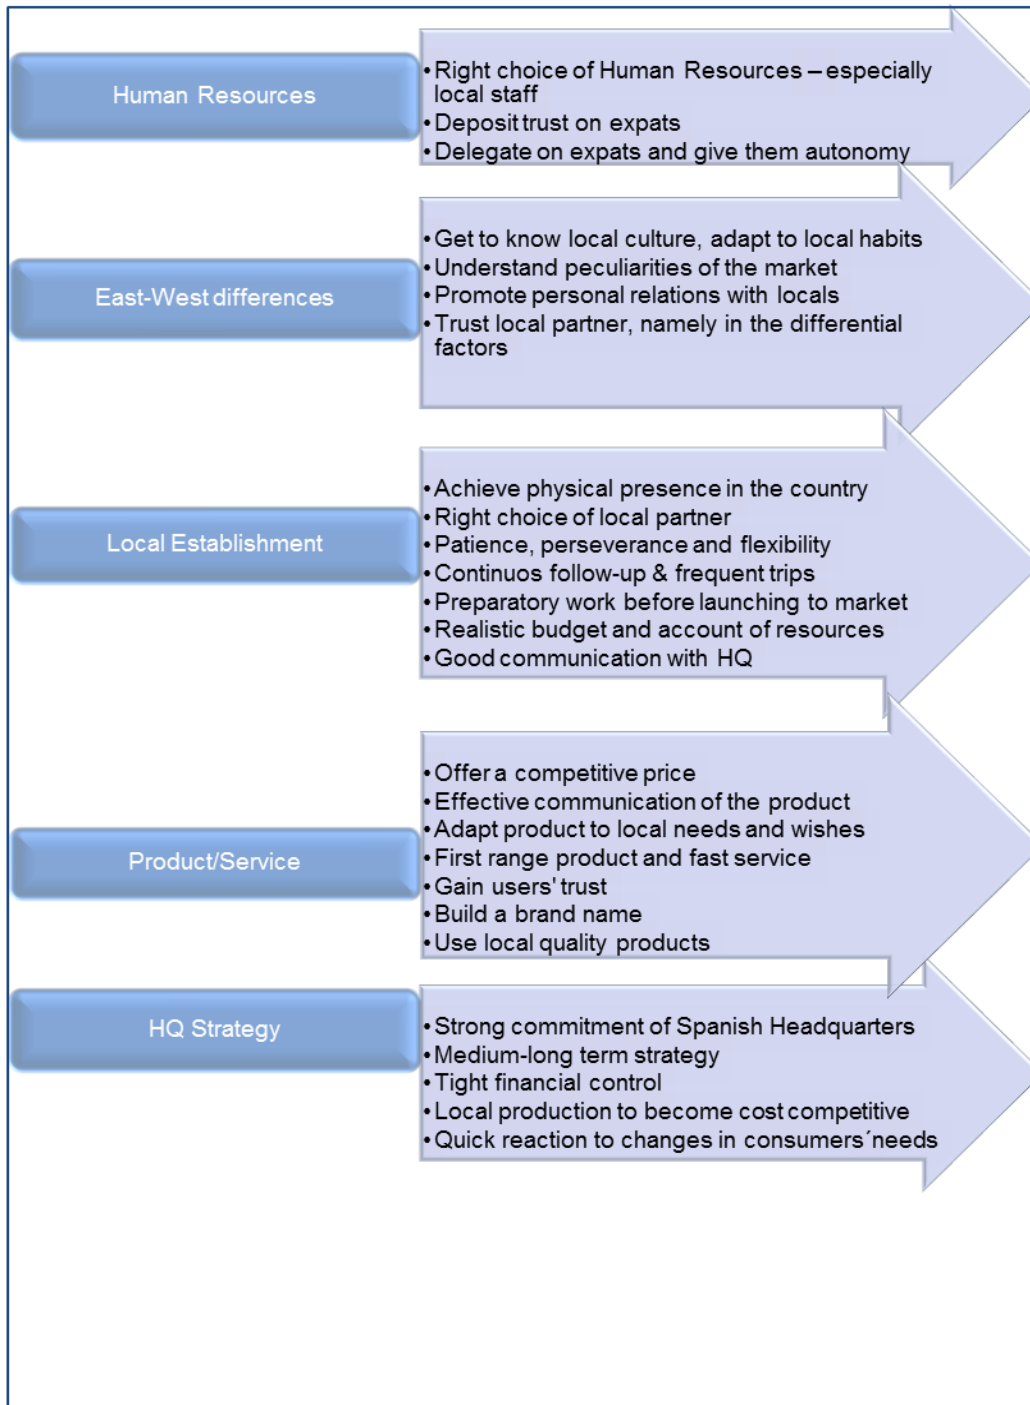 Human Resources
• Right choice of Human Resources – especially
local staff
• Deposit trust on expats
• Delegate on expats and give them autonomy
East-West differences
• Get to know local culture, adapt to local habits
• Understand peculiarities of the market
• Promote personal relations with locals
• Trust local partner, namely in the differential
factors
Local Establishment
• Achieve physical presence in the country
• Right choice of local partner
• Patience, perseverance and flexibility
• Continuos follow-up & frequent trips
• Preparatory work before launching to market
• Realistic budget and account of resources
• Good communication with HQ
Product/Service
• Offer a competitive price
• Effective communication of the product
• Adapt product to local needs and wishes
• First range product and fast service
• Gain users' trust
• Build a brand name
• Use local quality products
HQ Strategy
• Strong commitment of Spanish Headquarters
• Medium-long term strategy
• Tight financial control
• Local production to become cost competitive
• Quick reaction to changes in consumers´needs